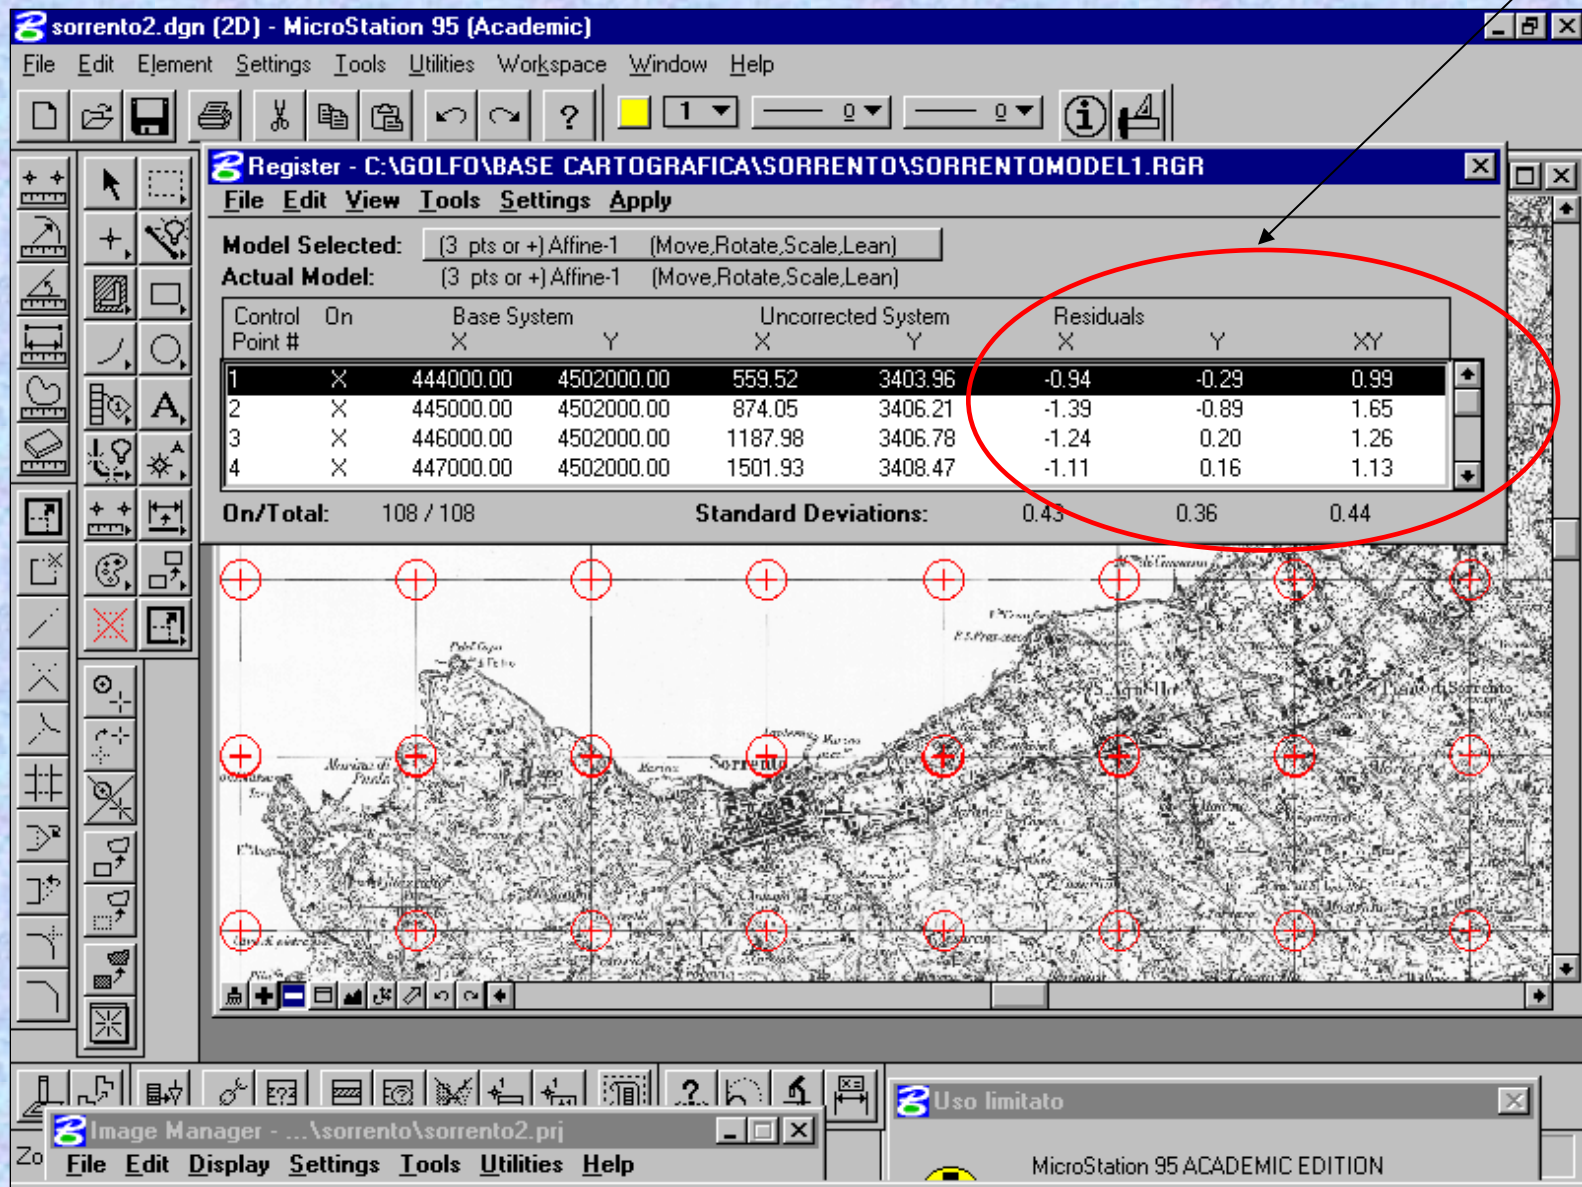 sorrento2.dgn (2D) - MicroStation 95 (Academic)
File Edit Element Settings Tools Utilities Workspace Window Help
1 0 0
Register - C:\GOLFO\BASE CARTOGRAFICA\SORRENTO\SORRENTOMODEL1.RGR
File Edit View Tools Settings Apply
Model Selected: (3 pts or +) Affine-1 (Move,Rotate,Scale,Lean)
Actual Model: (3 pts or +) Affine-1 (Move,Rotate,Scale,Lean)
Control On Base System Uncorrected System Residuals
Point # X Y X Y X Y XY
1 X 444000.00 4502000.00 559.52 3403.96 -0.94 -0.29 0.99
2 X 445000.00 4502000.00 874.05 3406.21 -1.39 -0.89 1.65
3 X 446000.00 4502000.00 1187.98 3406.78 -1.24 0.20 1.26
4 X 447000.00 4502000.00 1501.93 3408.47 -1.11 0.16 1.13
On/Total: 108 / 108 Standard Deviations: 0.43 0.36 0.44
S. Agnello
Sorrento
Marina di
Image Manager - ...\sorrento\sorrento2.prj
File Edit Display Settings Tools Utilities Help
Zo
Uso limitato
MicroStation 95 ACADEMIC EDITION